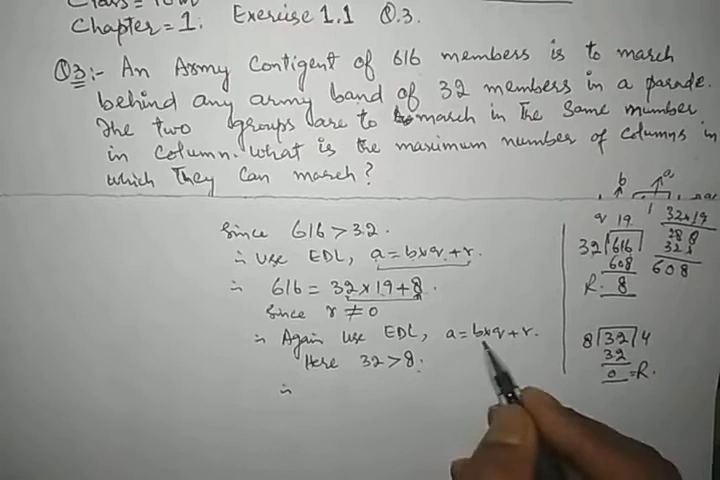 Class = 10th
Chapter = 1. Exercise 1.1 Q.3.
Q3:- An Army Contigent of 616 members is to march
behind any army band of 32 members in a parade.
The two groups are to march in the same number
in column. What is the maximum number of columns in
which they can march?
Since 616 > 32.
∴ Use EDL, a = b×q + r.
∴ 616 = 32×19+8.
Since r ≠ 0
∴ Again use EDL, a = b×q + r.
Here 32 > 8.
∴
b a
q 19
32 616
608
R. 8
32×19
288
32×
608
8 32 4
32
0 = R.